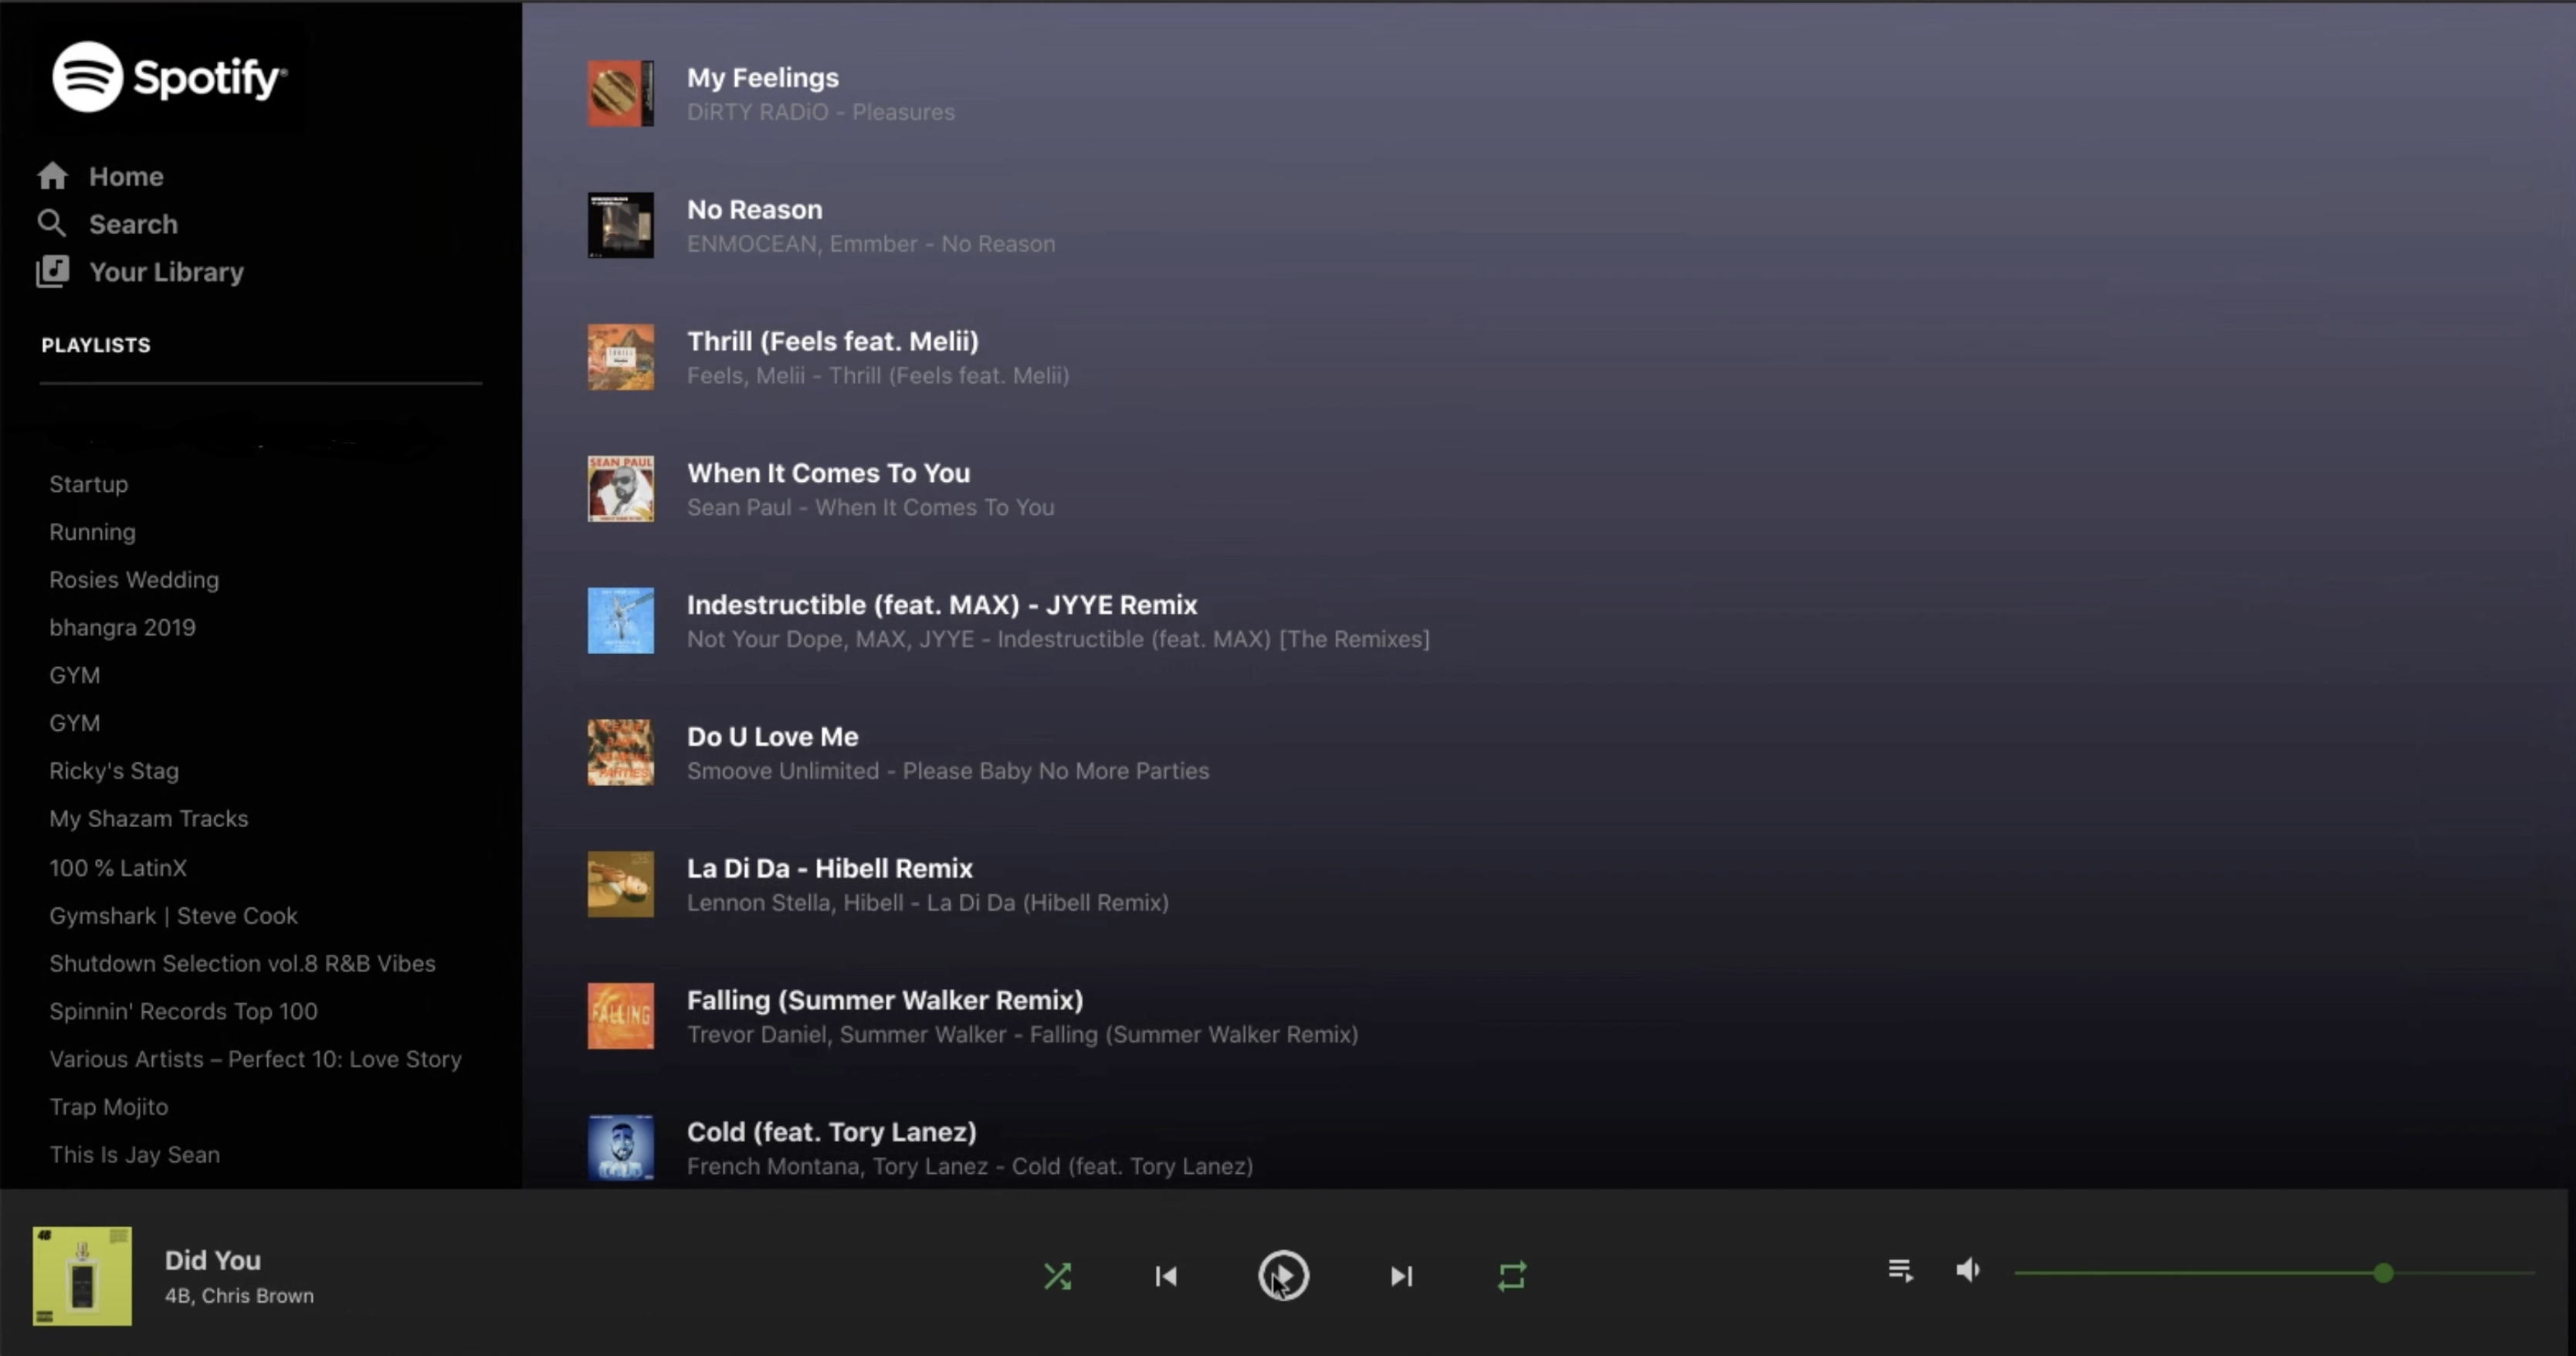 Spotify®
Home
Search
Your Library
PLAYLISTS
Startup
Running
Rosies Wedding
bhangra 2019
GYM
GYM
Ricky's Stag
My Shazam Tracks
100 % LatinX
Gymshark | Steve Cook
Shutdown Selection vol.8 R&B Vibes
Spinnin' Records Top 100
Various Artists – Perfect 10: Love Story
Trap Mojito
This Is Jay Sean
My Feelings
DiRTY RADiO - Pleasures
No Reason
ENMOCEAN, Emmber - No Reason
THRILL
Thrill (Feels feat. Melii)
Feels, Melii - Thrill (Feels feat. Melii)
SEAN PAUL
When It Comes To You
Sean Paul - When It Comes To You
Indestructible (feat. MAX) - JYYE Remix
Not Your Dope, MAX, JYYE - Indestructible (feat. MAX) [The Remixes]
PARTIES
Do U Love Me
Smoove Unlimited - Please Baby No More Parties
La Di Da - Hibell Remix
Lennon Stella, Hibell - La Di Da (Hibell Remix)
FALLING
Falling (Summer Walker Remix)
Trevor Daniel, Summer Walker - Falling (Summer Walker Remix)
Cold (feat. Tory Lanez)
French Montana, Tory Lanez - Cold (feat. Tory Lanez)
4B
Did You
4B, Chris Brown